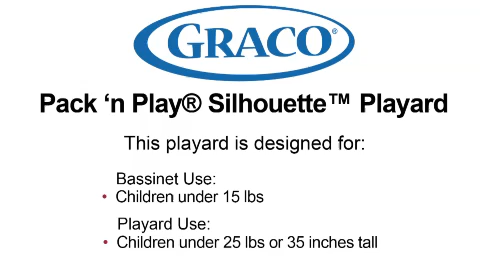 GRACO®
Pack ‘n Play® Silhouette™ Playard
This playard is designed for:
Bassinet Use:
• Children under 15 lbs
Playard Use:
• Children under 25 lbs or 35 inches tall